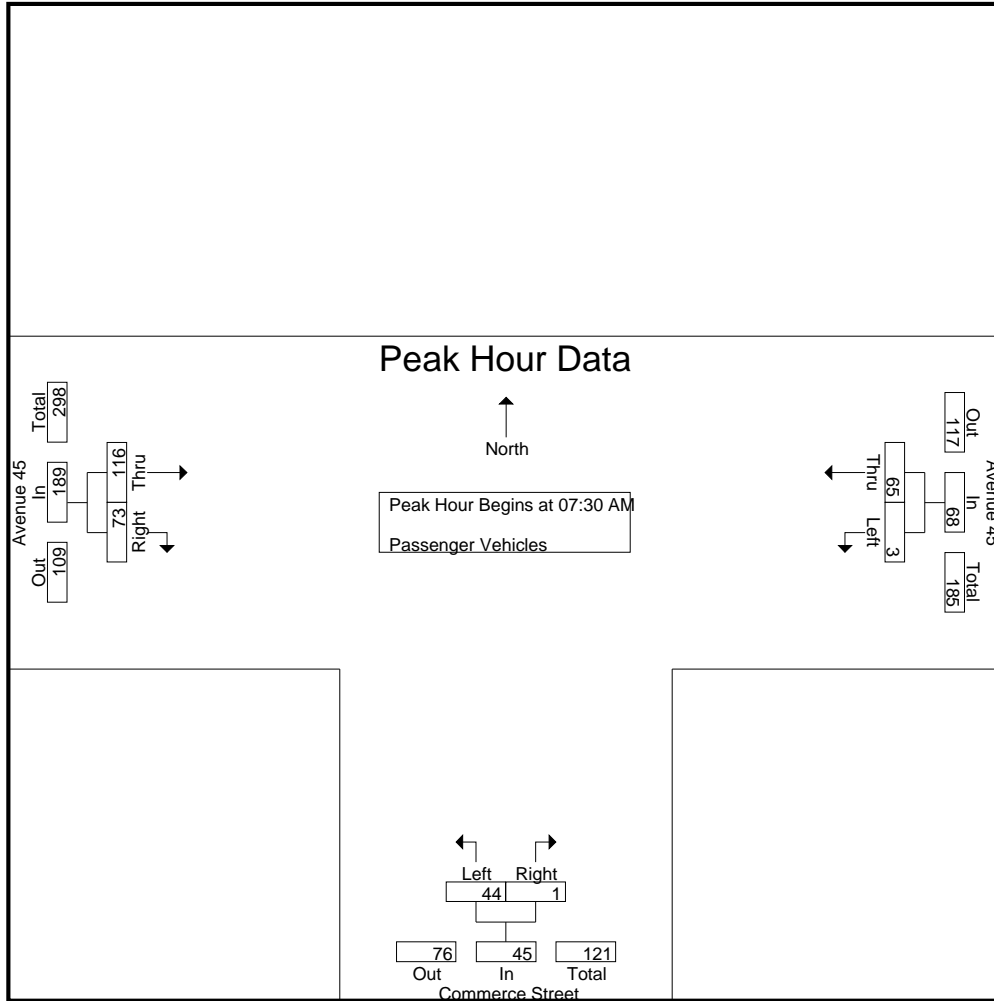 Peak Hour Data
North
Peak Hour Begins at 07:30 AM
Passenger Vehicles
Avenue 45
Total
298
In
189
Out
109
116
Thru
73
Right
Avenue 45
Out
117
In
68
Total
185
Thru
65
Left
3
Left Right
44 1
76 45 121
Out In Total
Commerce Street